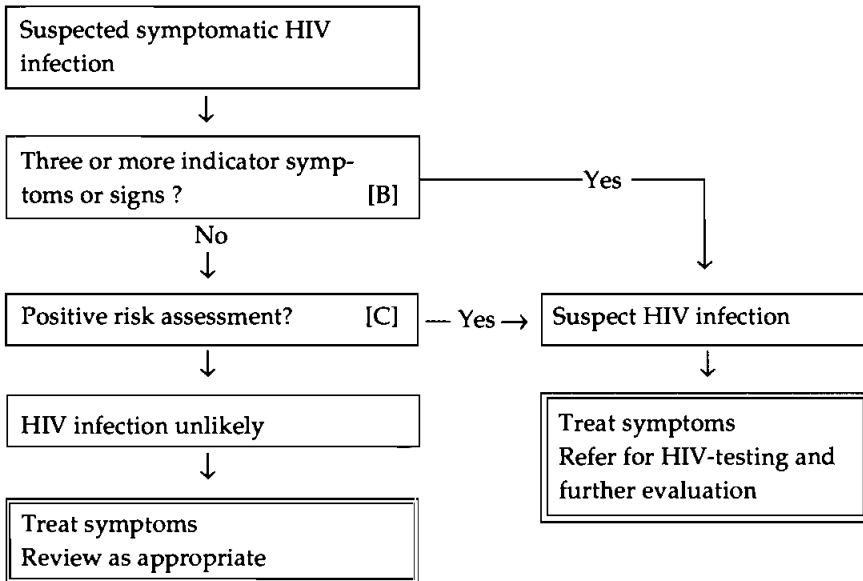 Suspected symptomatic HIV
infection
Three or more indicator symp-
toms or signs ? [B]
Yes
No
Positive risk assessment? [C]
Yes
Suspect HIV infection
HIV infection unlikely
Treat symptoms
Refer for HIV-testing and
further evaluation
Treat symptoms
Review as appropriate